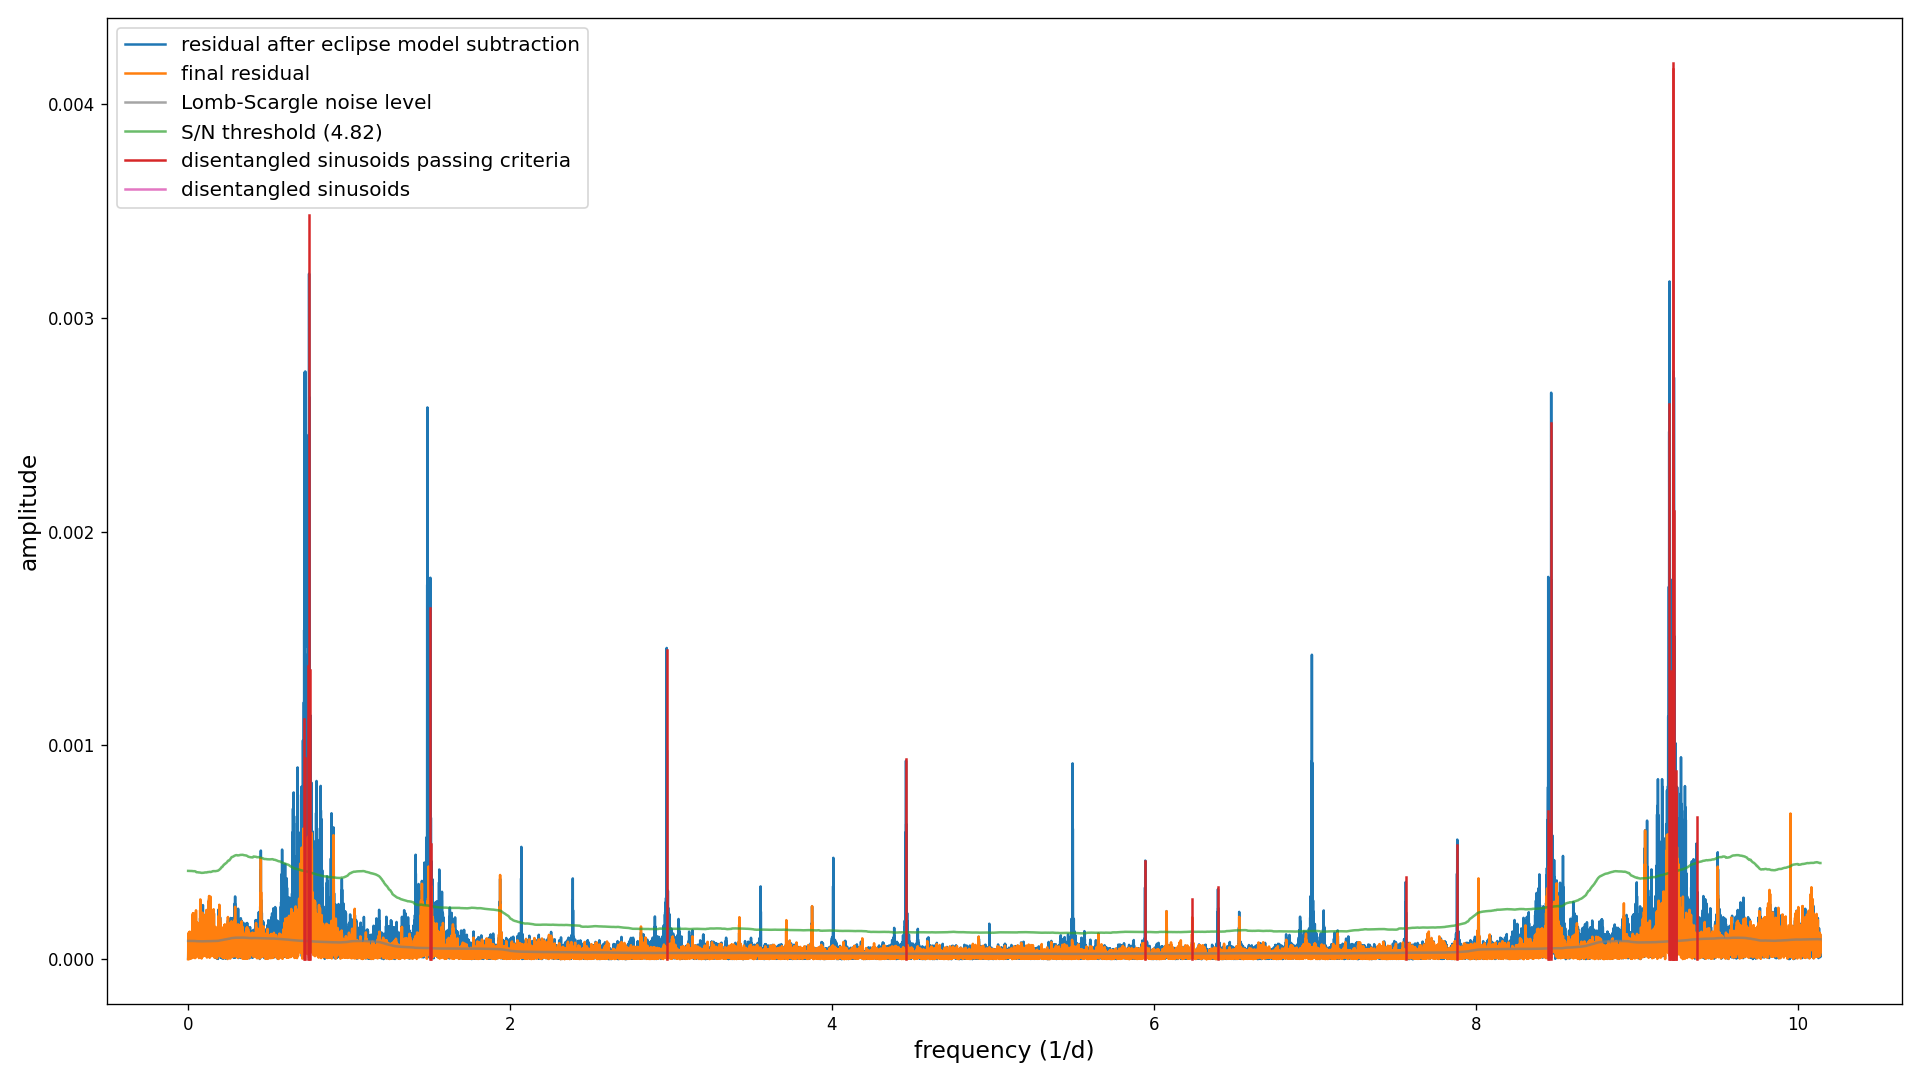 residual after eclipse model subtraction
final residual
Lomb-Scargle noise level
S/N threshold (4.82)
disentangled sinusoids passing criteria
disentangled sinusoids
amplitude
0.004
0.003
0.002
0.001
0.000
0 2 4 6 8 10
frequency (1/d)